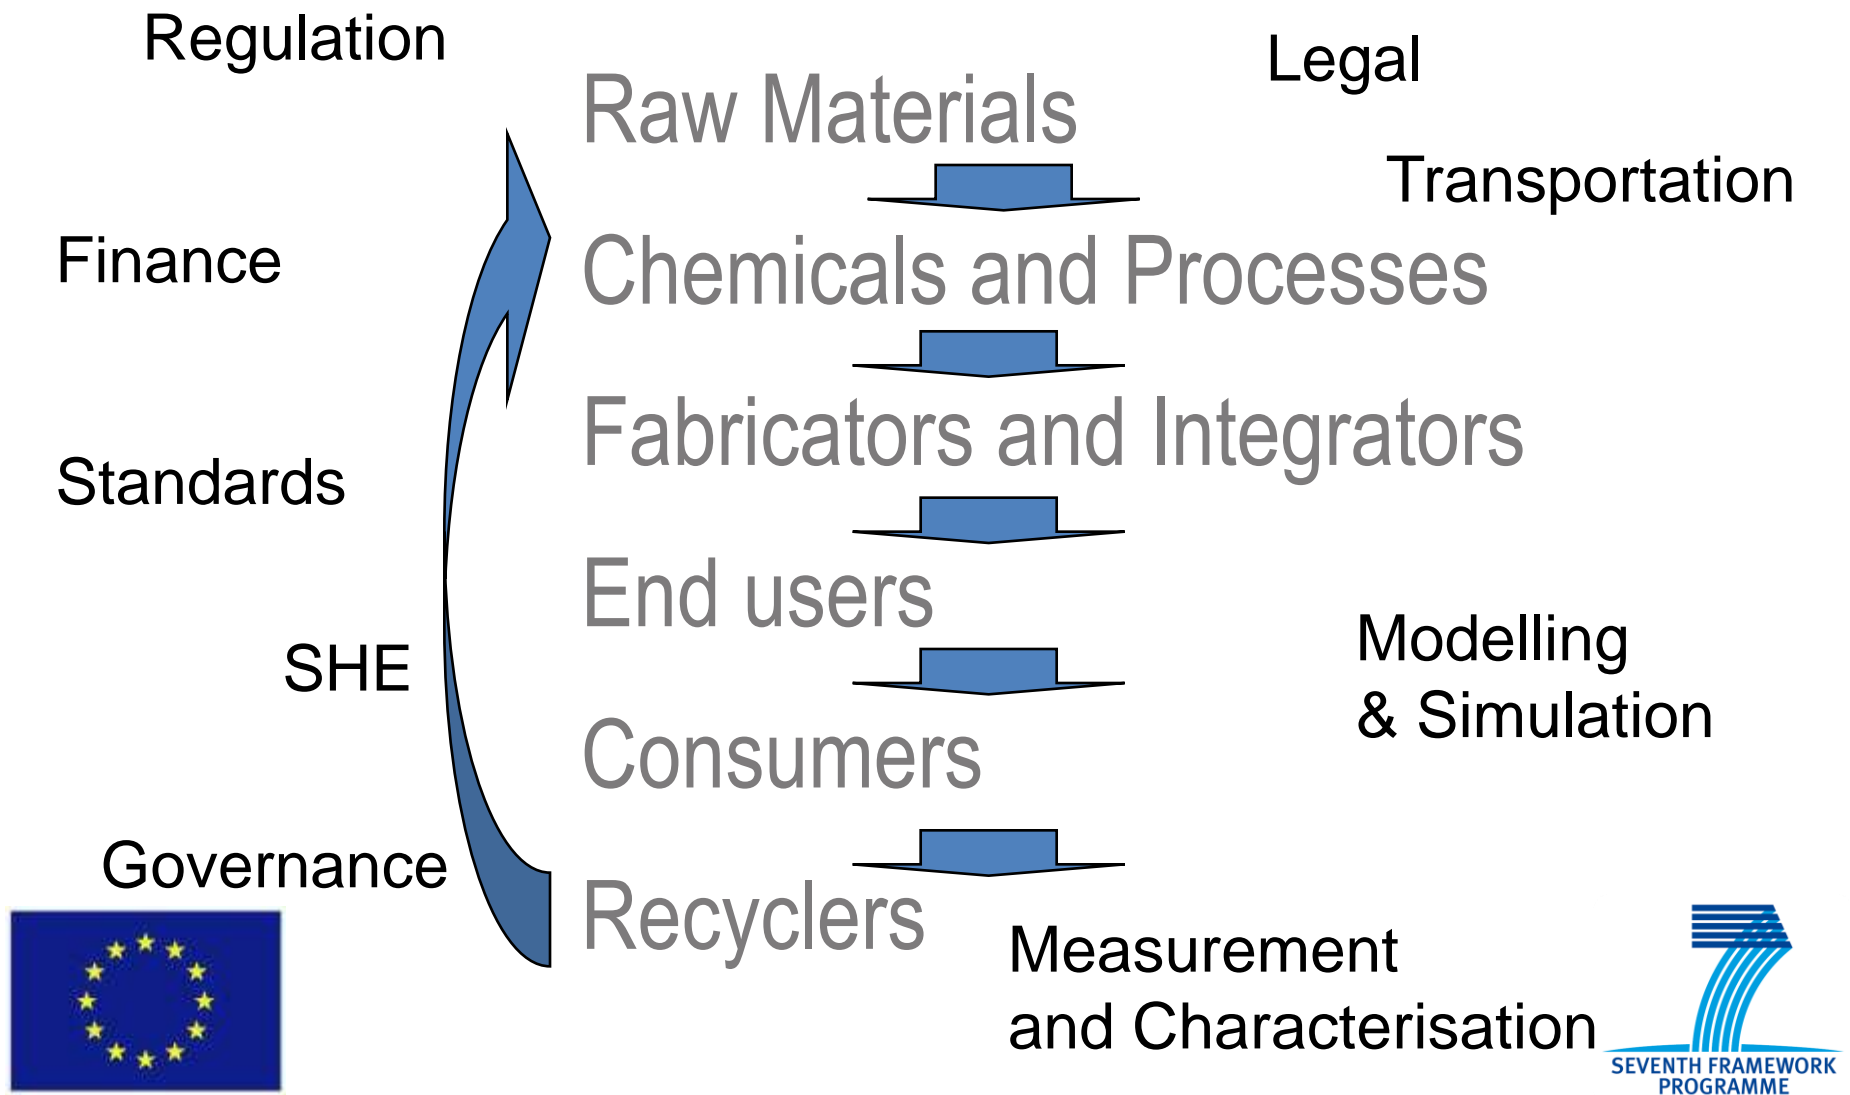 Regulation
Legal
Raw Materials
Transportation
Finance
Chemicals and Processes
Fabricators and Integrators
Standards
End users
SHE
Modelling
& Simulation
Consumers
Governance
Recyclers
Measurement
and Characterisation
SEVENTH FRAMEWORK
PROGRAMME